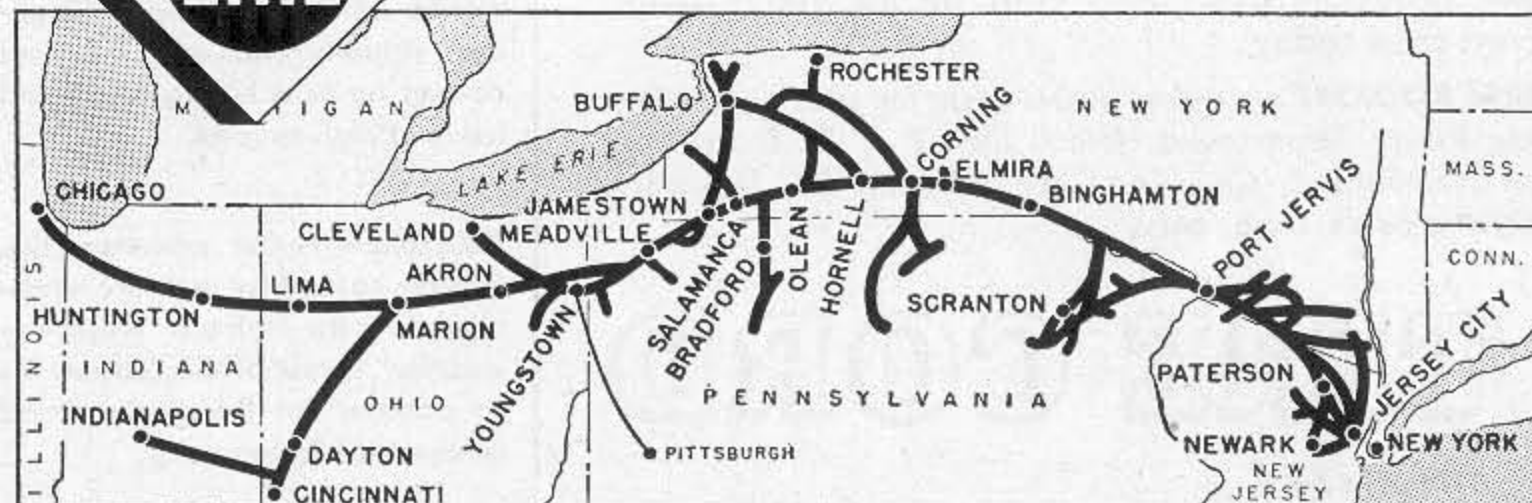 ROCHESTER
BUFFALO
NEW YORK
LAKE ERIE
CORNING
ELMIRA
BINGHAMTON
MASS.
CHICAGO
JAMESTOWN
PORT JERVIS
CLEVELAND
MEADVILLE
CONN.
AKRON
SALAMANCA
BRADFORD
OLEAN
HORNELL
SCRANTON
LIMA
HUNTINGTON
MARION
YOUNGSTOWN
ILLINOIS
INDIANA
OHIO
PENNSYLVANIA
PATERSON
JERSEY CITY
INDIANAPOLIS
DAYTON
PITTSBURGH
NEWARK
NEW YORK
NEW
JERSEY
CINCINNATI